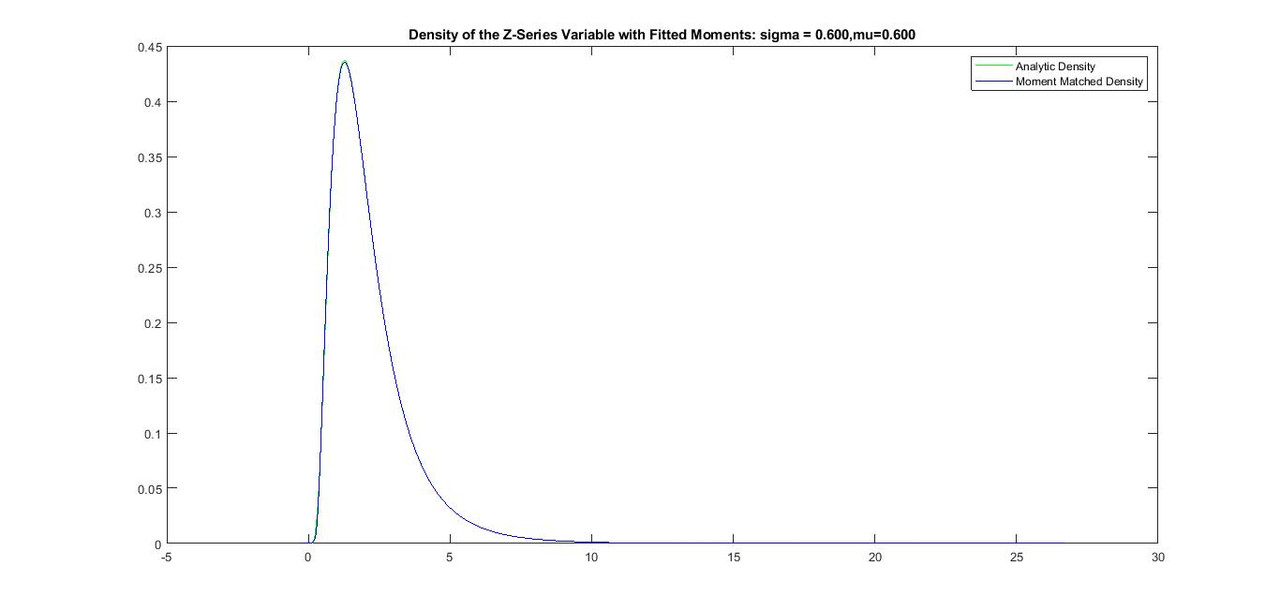 Density of the Z-Series Variable with Fitted Moments: sigma = 0.600,mu=0.600
Analytic Density
Moment Matched Density
0.45
0.4
0.35
0.3
0.25
0.2
0.15
0.1
0.05
0
-5 0 5 10 15 20 25 30